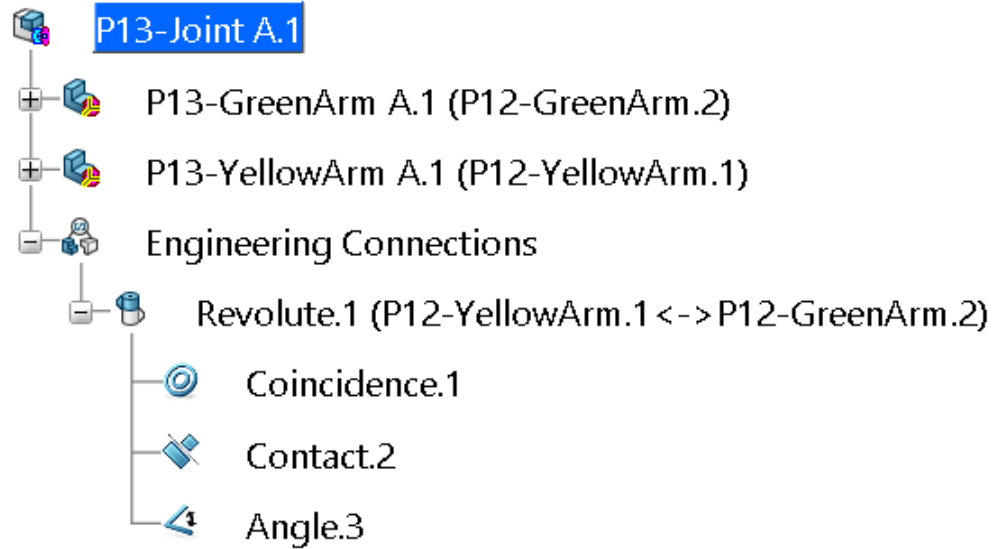 P13-Joint A.1
P13-GreenArm A.1 (P12-GreenArm.2)
P13-YellowArm A.1 (P12-YellowArm.1)
Engineering Connections
Revolute.1 (P12-YellowArm.1<->P12-GreenArm.2)
Coincidence.1
Contact.2
Angle.3